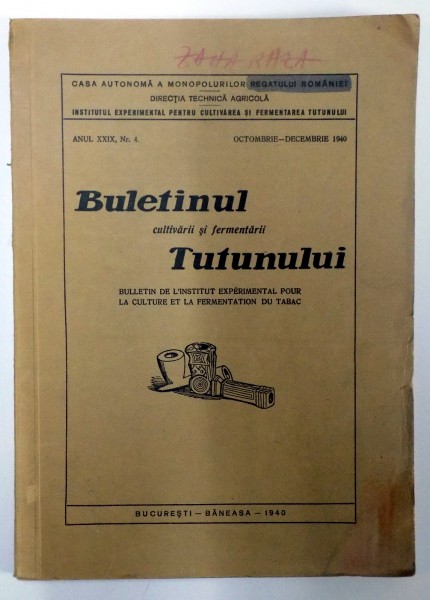 ZAHARAZA
CASA AUTONOMĂ A MONOPOLURILOR REGATULUI ROMÂNIEI
DIRECȚIA TECHNICĂ AGRICOLĂ
INSTITUTUL EXPERIMENTAL PENTRU CULTIVAREA ȘI FERMENTAREA TUTUNULUI
ANUL XXIX, Nr. 4. OCTOMBRIE—DECEMBRIE 1940
Buletinul
cultivării și fermentării
Tutunului
BULLETIN DE L'INSTITUT EXPÉRIMENTAL POUR
LA CULTURE ET LA FERMENTATION DU TABAC
BUCUREȘTI — BĂNEASA — 1940